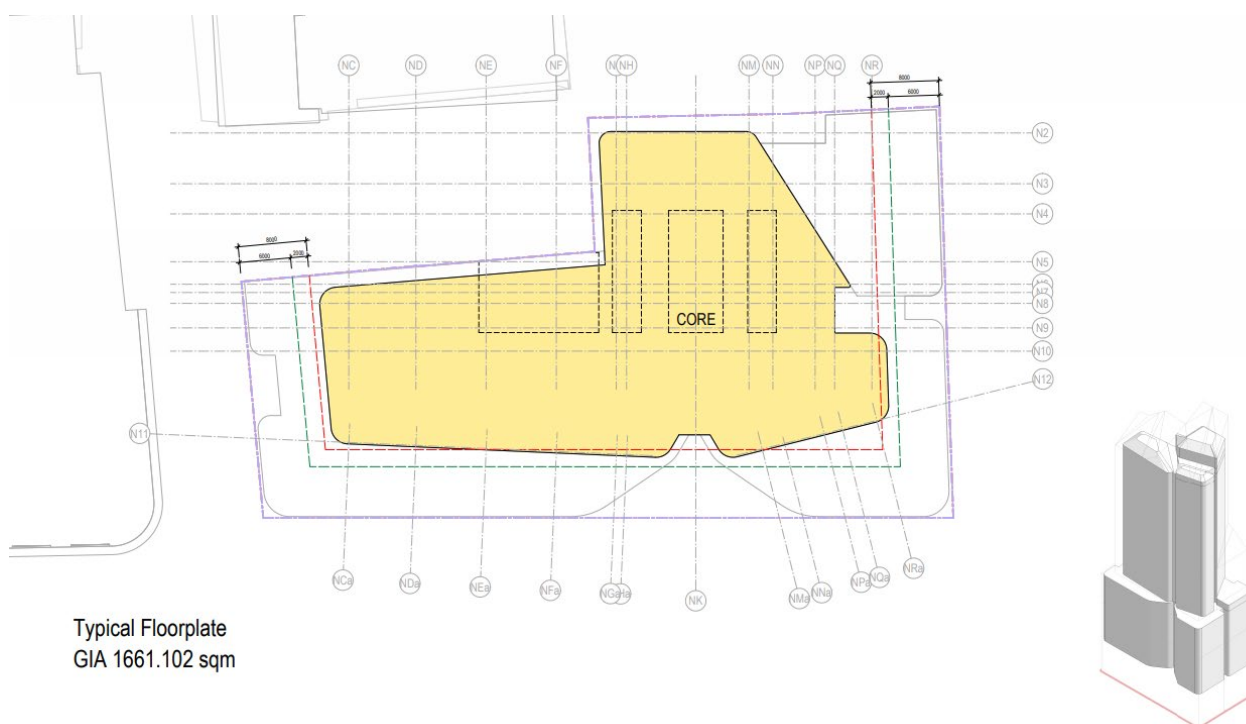 NC ND NE NF NH NM NN NP NQ NR
8000
2000 6000
N2
N3
N4
8000
6000 2000
N5
N7
N8
CORE
N9
N10
N12
N11
NCa NDa NEa NFa NGa NK NMa NNa NPa NQa NRa
Typical Floorplate
GIA 1661.102 sqm